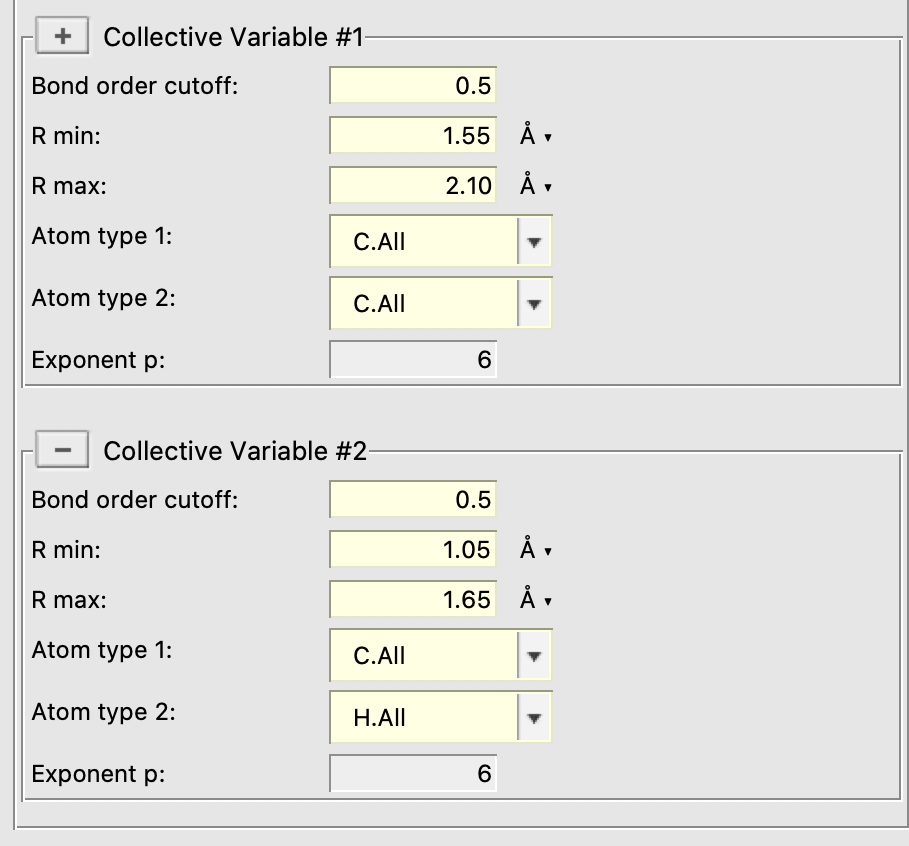 + Collective Variable #1
Bond order cutoff: 0.5
R min: 1.55 Å
R max: 2.10 Å
Atom type 1: C.All
Atom type 2: C.All
Exponent p: 6
− Collective Variable #2
Bond order cutoff: 0.5
R min: 1.05 Å
R max: 1.65 Å
Atom type 1: C.All
Atom type 2: H.All
Exponent p: 6